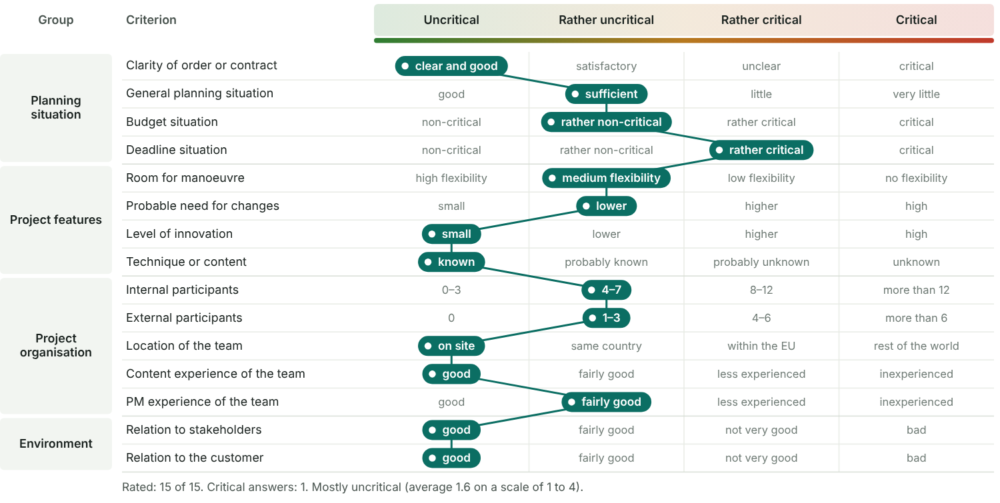 Group Criterion Uncritical Rather uncritical Rather critical Critical
Planning situation
Clarity of order or contract clear and good satisfactory unclear critical
General planning situation good sufficient little very little
Budget situation non-critical rather non-critical rather critical critical
Deadline situation non-critical rather non-critical rather critical critical
Project features
Room for manoeuvre high flexibility medium flexibility low flexibility no flexibility
Probable need for changes small lower higher high
Level of innovation small lower higher high
Technique or content known probably known probably unknown unknown
Project organisation
Internal participants 0–3 4–7 8–12 more than 12
External participants 0 1–3 4–6 more than 6
Location of the team on site same country within the EU rest of the world
Content experience of the team good fairly good less experienced inexperienced
PM experience of the team good fairly good less experienced inexperienced
Environment
Relation to stakeholders good fairly good not very good bad
Relation to the customer good fairly good not very good bad
Rated: 15 of 15. Critical answers: 1. Mostly uncritical (average 1.6 on a scale of 1 to 4).